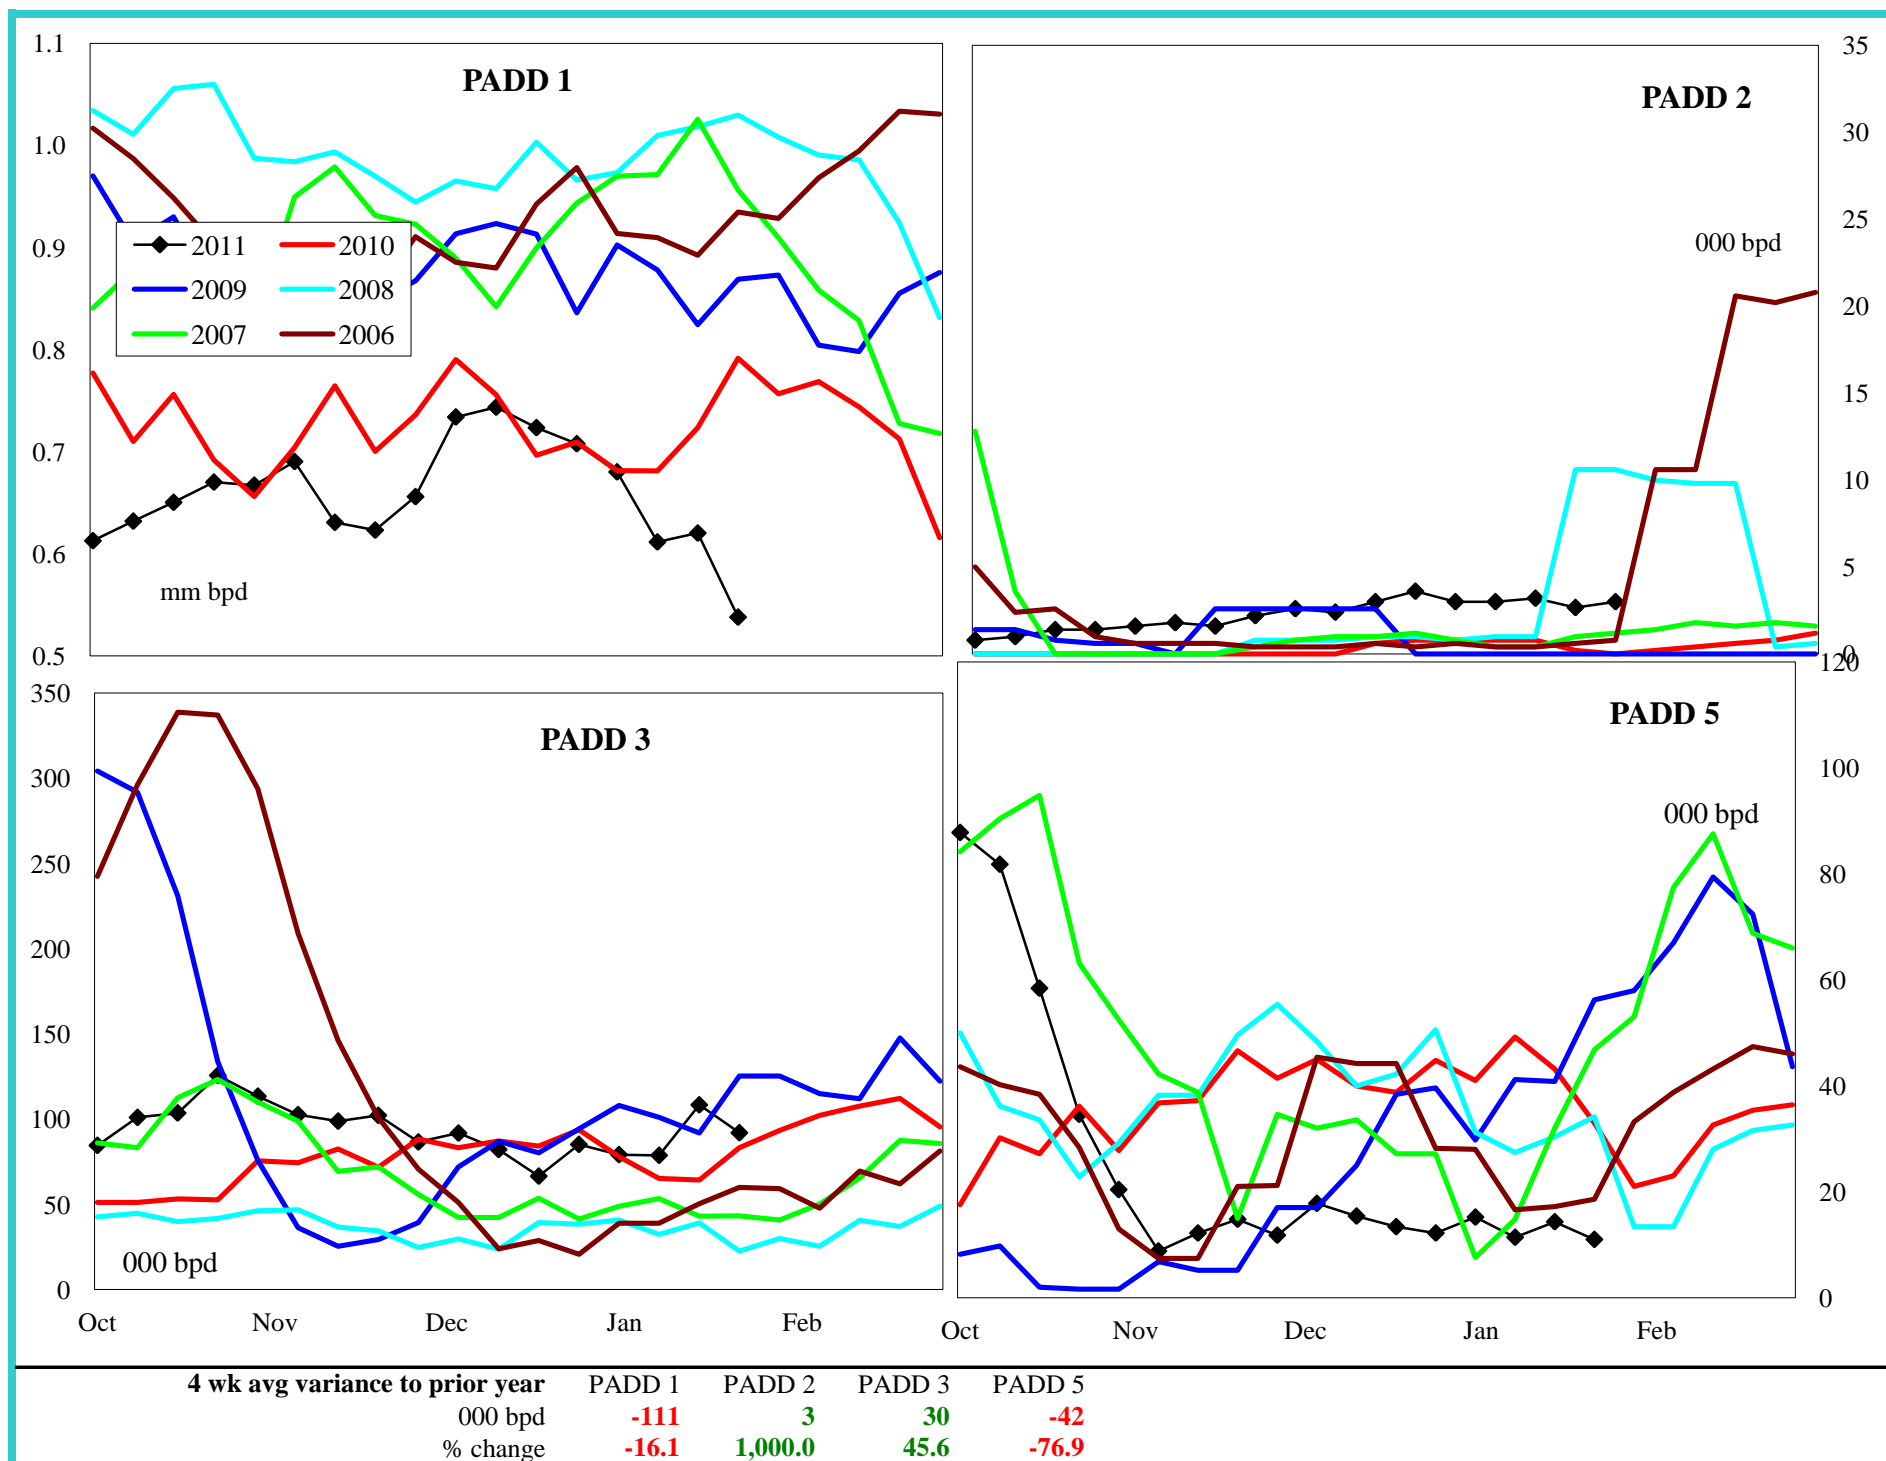 PADD 1
1.1
1.0
0.9
0.8
0.7
0.6
0.5
2011 2010
2009 2008
2007 2006
mm bpd
PADD 2
35
30
25
20
15
10
5
0
000 bpd
PADD 3
350
300
250
200
150
100
50
0
000 bpd
Oct Nov Dec Jan Feb
PADD 5
120
100
80
60
40
20
0
000 bpd
Oct Nov Dec Jan Feb
4 wk avg variance to prior year PADD 1 PADD 2 PADD 3 PADD 5
000 bpd -111 3 30 -42
% change -16.1 1,000.0 45.6 -76.9